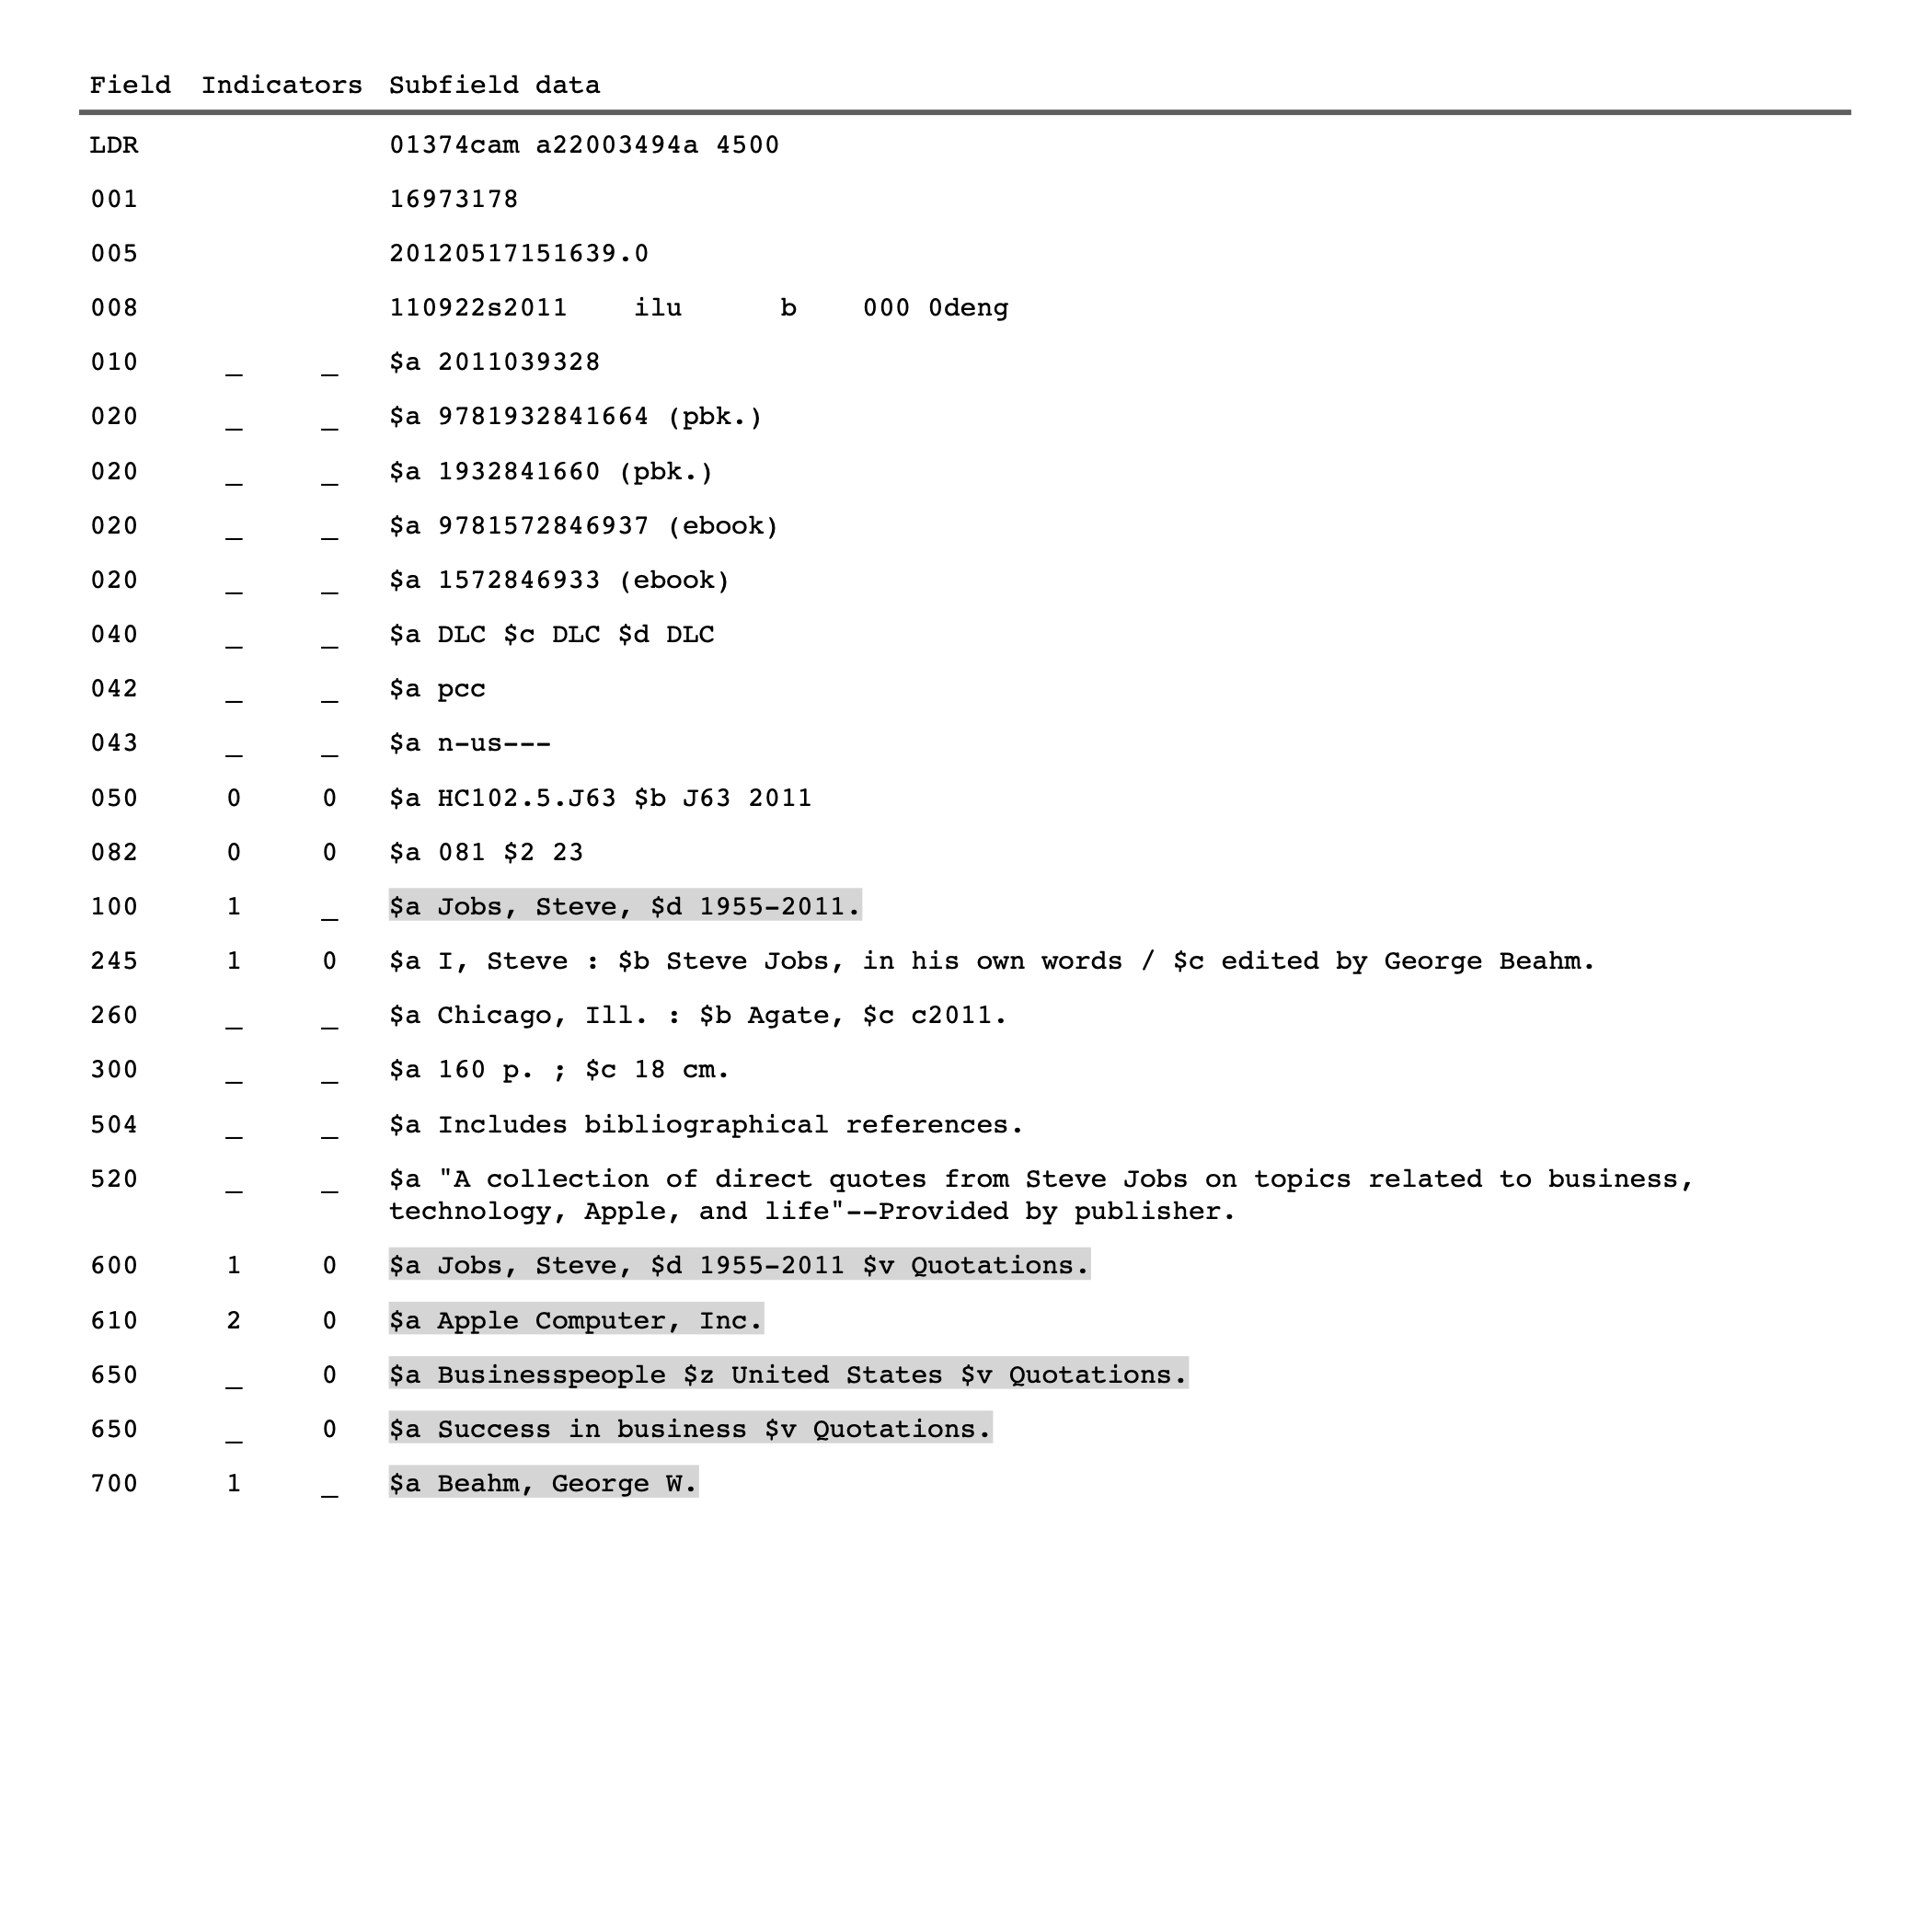 Field Indicators Subfield data
LDR 01374cam a22003494a 4500
001 16973178
005 20120517151639.0
008 110922s2011    ilu      b    000 0deng
010 _ _ $a 2011039328
020 _ _ $a 9781932841664 (pbk.)
020 _ _ $a 1932841660 (pbk.)
020 _ _ $a 9781572846937 (ebook)
020 _ _ $a 1572846933 (ebook)
040 _ _ $a DLC $c DLC $d DLC
042 _ _ $a pcc
043 _ _ $a n-us---
050 0 0 $a HC102.5.J63 $b J63 2011
082 0 0 $a 081 $2 23
100 1 _ $a Jobs, Steve, $d 1955-2011.
245 1 0 $a I, Steve : $b Steve Jobs, in his own words / $c edited by George Beahm.
260 _ _ $a Chicago, Ill. : $b Agate, $c c2011.
300 _ _ $a 160 p. ; $c 18 cm.
504 _ _ $a Includes bibliographical references.
520 _ _ $a "A collection of direct quotes from Steve Jobs on topics related to business,
technology, Apple, and life"--Provided by publisher.
600 1 0 $a Jobs, Steve, $d 1955-2011 $v Quotations.
610 2 0 $a Apple Computer, Inc.
650 _ 0 $a Businesspeople $z United States $v Quotations.
650 _ 0 $a Success in business $v Quotations.
700 1 _ $a Beahm, George W.